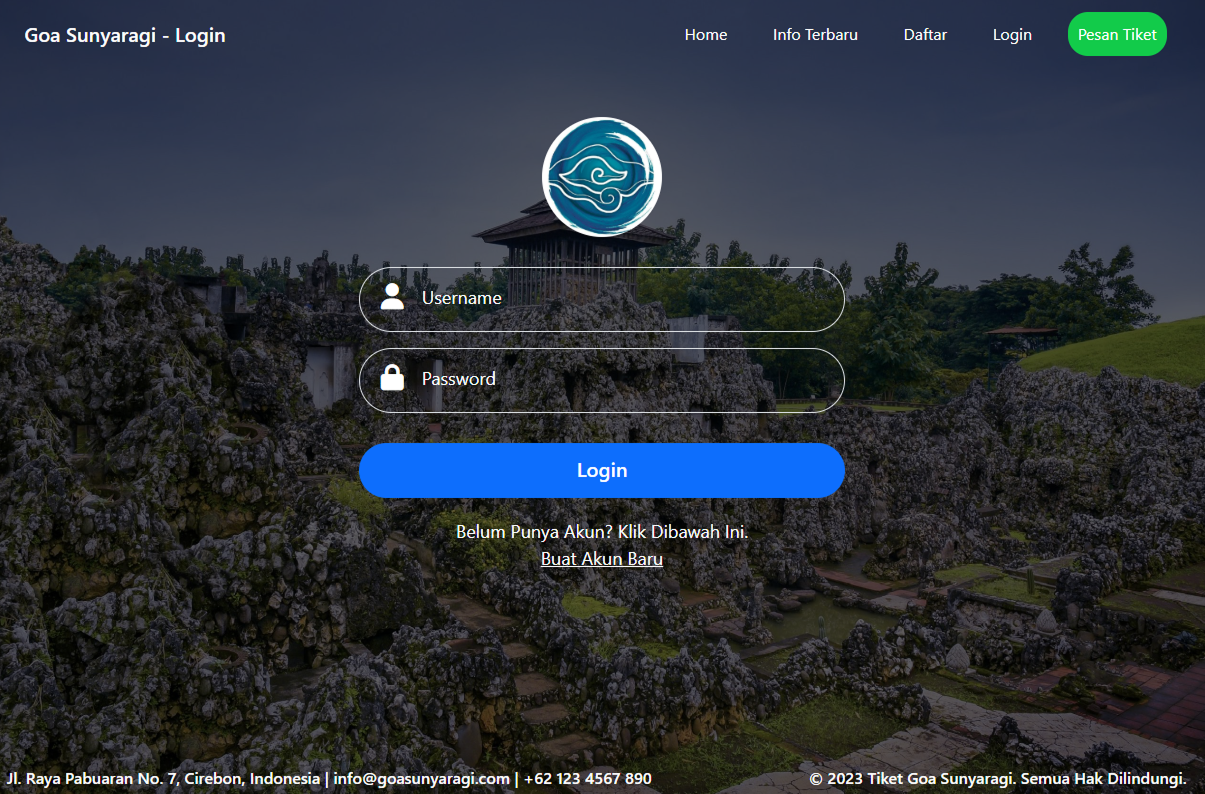 Goa Sunyaragi - Login
Home
Info Terbaru
Daftar
Login
Pesan Tiket
Username
Password
Login
Belum Punya Akun? Klik Dibawah Ini.
Buat Akun Baru
Jl. Raya Pabuaran No. 7, Cirebon, Indonesia | info@goasunyaragi.com | +62 123 4567 890
© 2023 Tiket Goa Sunyaragi. Semua Hak Dilindungi.